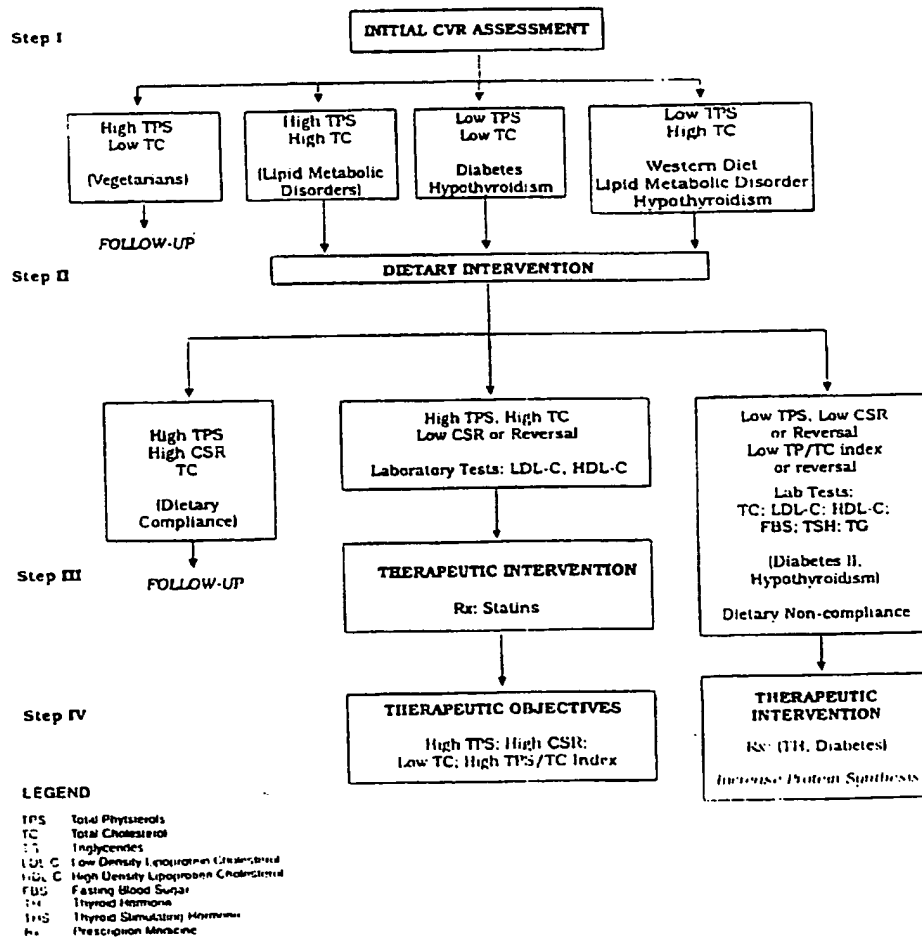 Step I
INITIAL CVR ASSESSMENT
High TPS
Low TC
(Vegetarians)
FOLLOW-UP
High TPS
High TC
(Lipid Metabolic
Disorders)
Low TPS
Low TC
Diabetes
Hypothyroidism
Low TPS
High TC
Western Diet
Lipid Metabolic Disorder
Hypothyroidism
Step II
DIETARY INTERVENTION
High TPS
High CSR
TC
(Dietary
Compliance)
FOLLOW-UP
High TPS, High TC
Low CSR or Reversal
Laboratory Tests: LDL-C, HDL-C
Low TPS, Low CSR
or Reversal
Low TP/TC index
or reversal
Lab Tests:
TC; LDL-C; HDL-C;
FBS; TSH; TG
(Diabetes II,
Hypothyroidism)
Dietary Non-compliance
Step III
THERAPEUTIC INTERVENTION
Rx: Statins
Step IV
THERAPEUTIC OBJECTIVES
High TPS; High CSR;
Low TC; High TPS/TC Index
THERAPEUTIC
INTERVENTION
Rx: (TH, Diabetes)
Increase Protein Synthesis
LEGEND
TPS Total Phytsterols
TC Total Cholesterol
Triglycerides
LDL-C Low Density Lipoprotein Cholesterol
HDL-C High Density Lipoprotein Cholesterol
FBS Fasting Blood Sugar
TH Thyroid Hormone
THS Thyroid Stimulating Hormone
Rx Prescription Medicine